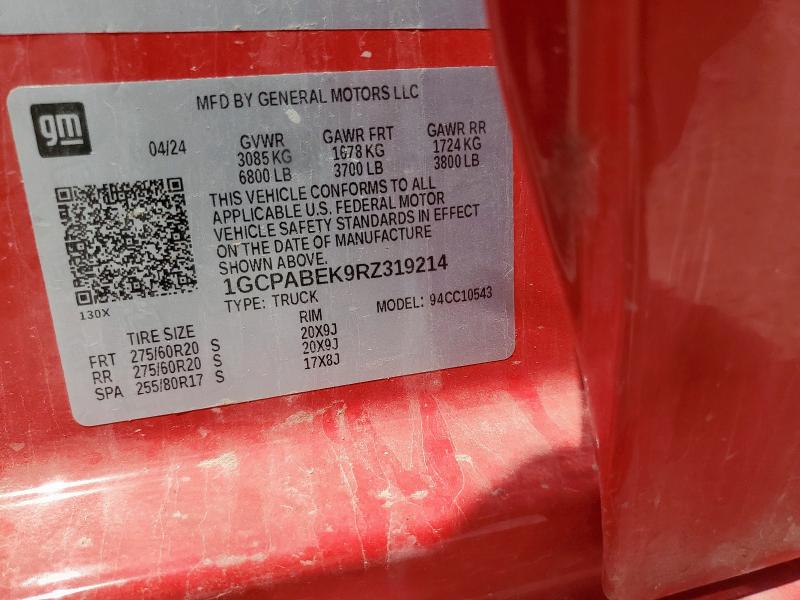 gm
MFD BY GENERAL MOTORS LLC
04/24 GVWR GAWR FRT GAWR RR
3085 KG 1678 KG 1724 KG
6800 LB 3700 LB 3800 LB
THIS VEHICLE CONFORMS TO ALL
APPLICABLE U.S. FEDERAL MOTOR
VEHICLE SAFETY STANDARDS IN EFFECT
ON THE DATE OF MANUFACTURE
SHOWN ABOVE.
1GCPABEK9RZ319214
130X
TYPE: TRUCK MODEL: 94CC10543
TIRE SIZE RIM
FRT 275/60R20 S 20X9J
RR 275/60R20 S 20X9J
SPA 255/80R17 S 17X8J